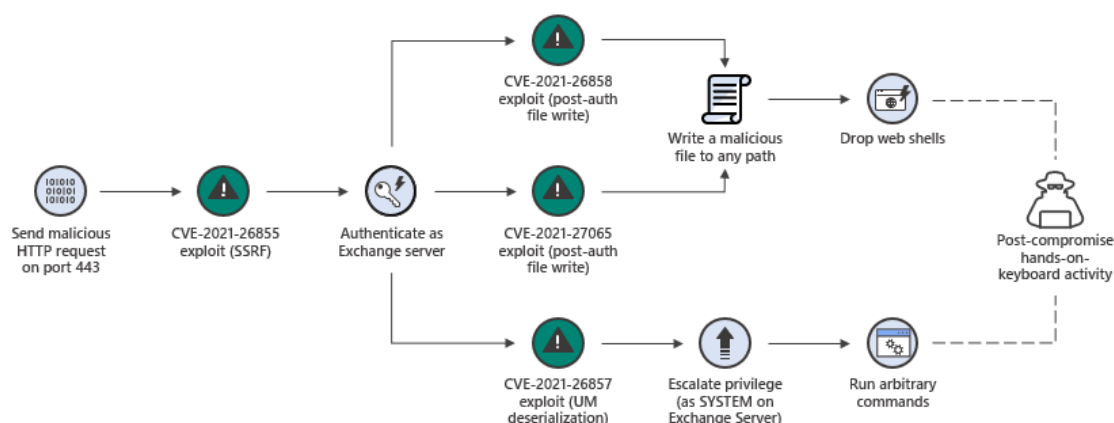 CVE-2021-26858
exploit (post-auth
file write)
Write a malicious
file to any path
Drop web shells
101010
010101
101010
Send malicious
HTTP request
on port 443
CVE-2021-26855
exploit (SSRF)
Authenticate as
Exchange server
CVE-2021-27065
exploit (post-auth
file write)
Post-compromise
hands-on-
keyboard activity
CVE-2021-26857
exploit (UM
deserialization)
Escalate privilege
(as SYSTEM on
Exchange Server)
Run arbitrary
commands